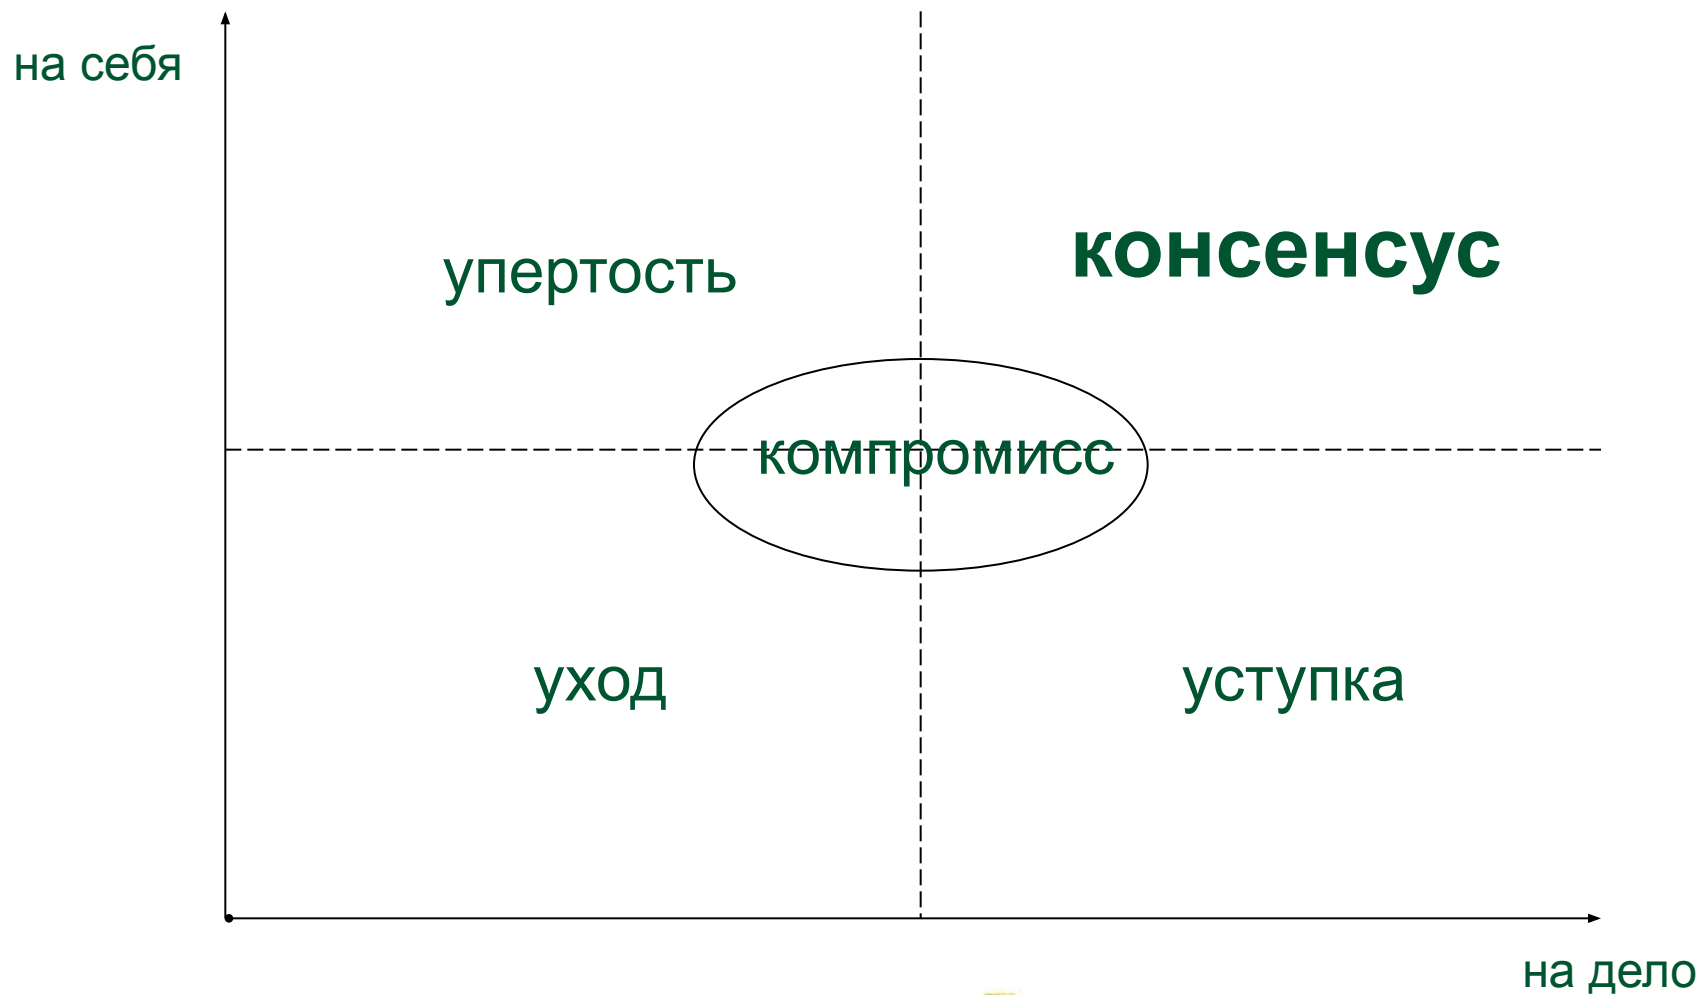 на себя
упертость
консенсус
компромисс
уход
уступка
на дело